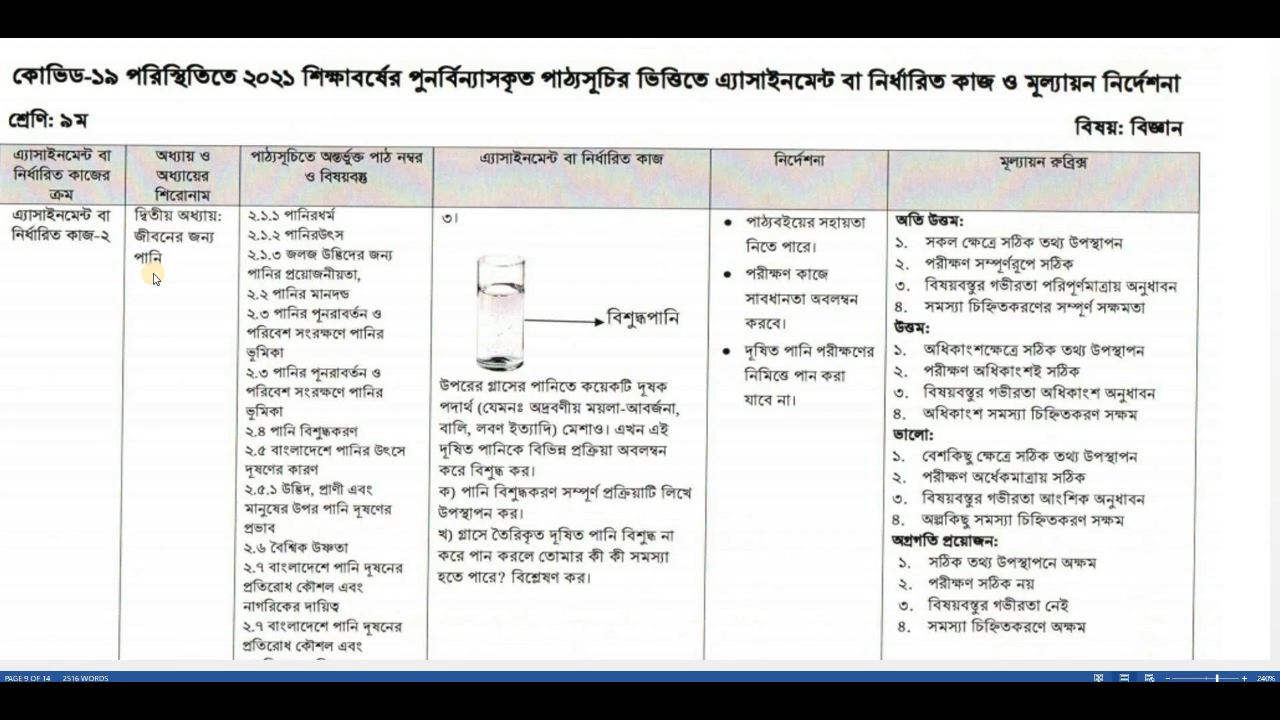 কোভিড-১৯ পরিস্থিতিতে ২০২১ শিক্ষাবর্ষের পুনর্বিন্যাসকৃত পাঠ্যসূচির ভিত্তিতে এ্যাসাইনমেন্ট বা নির্ধারিত কাজ ও মূল্যায়ন নির্দেশনা
শ্রেণি: ৯ম
বিষয়: বিজ্ঞান
এ্যাসাইনমেন্ট বা
নির্ধারিত কাজের
ক্রম
অধ্যায় ও
অধ্যায়ের
শিরোনাম
পাঠ্যসূচিতে অন্তর্ভুক্ত পাঠ নম্বর
ও বিষয়বস্তু
এ্যাসাইনমেন্ট বা নির্ধারিত কাজ
নির্দেশনা
মূল্যায়ন রুব্রিক্স
এ্যাসাইনমেন্ট বা
নির্ধারিত কাজ-২
দ্বিতীয় অধ্যায়:
জীবনের জন্য
পানি
২.১.১ পানিরধর্ম
২.১.২ পানিরউৎস
২.১.৩ জলজ উদ্ভিদের জন্য
পানির প্রয়োজনীয়তা,
২.২ পানির মানদন্ড
২.৩ পানির পুনরাবর্তন ও
পরিবেশ সংরক্ষণে পানির
ভূমিকা
২.৩ পানির পূনরাবর্তন ও
পরিবেশ সংরক্ষণে পানির
ভূমিকা
২.৪ পানি বিশুদ্ধকরণ
২.৫ বাংলাদেশে পানির উৎসে
দূষণের কারণ
২.৫.১ উদ্ভিদ, প্রাণী এবং
মানুষের উপর পানি দূষণের
প্রভাব
২.৬ বৈশ্বিক উষ্ণতা
২.৭ বাংলাদেশে পানি দূষনের
প্রতিরোধ কৌশল এবং
নাগরিকের দায়িত্ব
২.৭ বাংলাদেশে পানি দূষনের
প্রতিরোধ কৌশল এবং
৩।
বিশুদ্ধপানি
উপরের গ্লাসের পানিতে কয়েকটি দূষক
পদার্থ (যেমনঃ অদ্রবণীয় ময়লা-আবর্জনা,
বালি, লবণ ইত্যাদি) মেশাও। এখন এই
দূষিত পানিকে বিভিন্ন প্রক্রিয়া অবলম্বন
করে বিশুদ্ধ কর।
ক) পানি বিশুদ্ধকরণ সম্পূর্ণ প্রক্রিয়াটি লিখে
উপস্থাপন কর।
খ) গ্লাসে তৈরিকৃত দূষিত পানি বিশুদ্ধ না
করে পান করলে তোমার কী কী সমস্যা
হতে পারে? বিশ্লেষণ কর।
• পাঠ্যবইয়ের সহায়তা
নিতে পারে।
• পরীক্ষণ কাজে
সাবধানতা অবলম্বন
করবে।
• দূষিত পানি পরীক্ষণের
নিমিত্তে পান করা
যাবে না।
অতি উত্তম:
১. সকল ক্ষেত্রে সঠিক তথ্য উপস্থাপন
২. পরীক্ষণ সম্পূর্ণরূপে সঠিক
৩. বিষয়বস্তুর গভীরতা পরিপূর্ণমাত্রায় অনুধাবন
৪. সমস্যা চিহ্নিতকরণের সম্পূর্ণ সক্ষমতা
উত্তম:
১. অধিকাংশক্ষেত্রে সঠিক তথ্য উপস্থাপন
২. পরীক্ষণ অধিকাংশই সঠিক
৩. বিষয়বস্তুর গভীরতা অধিকাংশ অনুধাবন
৪. অধিকাংশ সমস্যা চিহ্নিতকরণ সক্ষম
ভালো:
১. বেশকিছু ক্ষেত্রে সঠিক তথ্য উপস্থাপন
২. পরীক্ষণ অর্ধেকমাত্রায় সঠিক
৩. বিষয়বস্তুর গভীরতা আংশিক অনুধাবন
৪. অল্পকিছু সমস্যা চিহ্নিতকরণ সক্ষম
অগ্রগতি প্রয়োজন:
১. সঠিক তথ্য উপস্থাপনে অক্ষম
২. পরীক্ষণ সঠিক নয়
৩. বিষয়বস্তুর গভীরতা নেই
৪. সমস্যা চিহ্নিতকরণে অক্ষম
PAGE 9 OF 14 2516 WORDS
240%